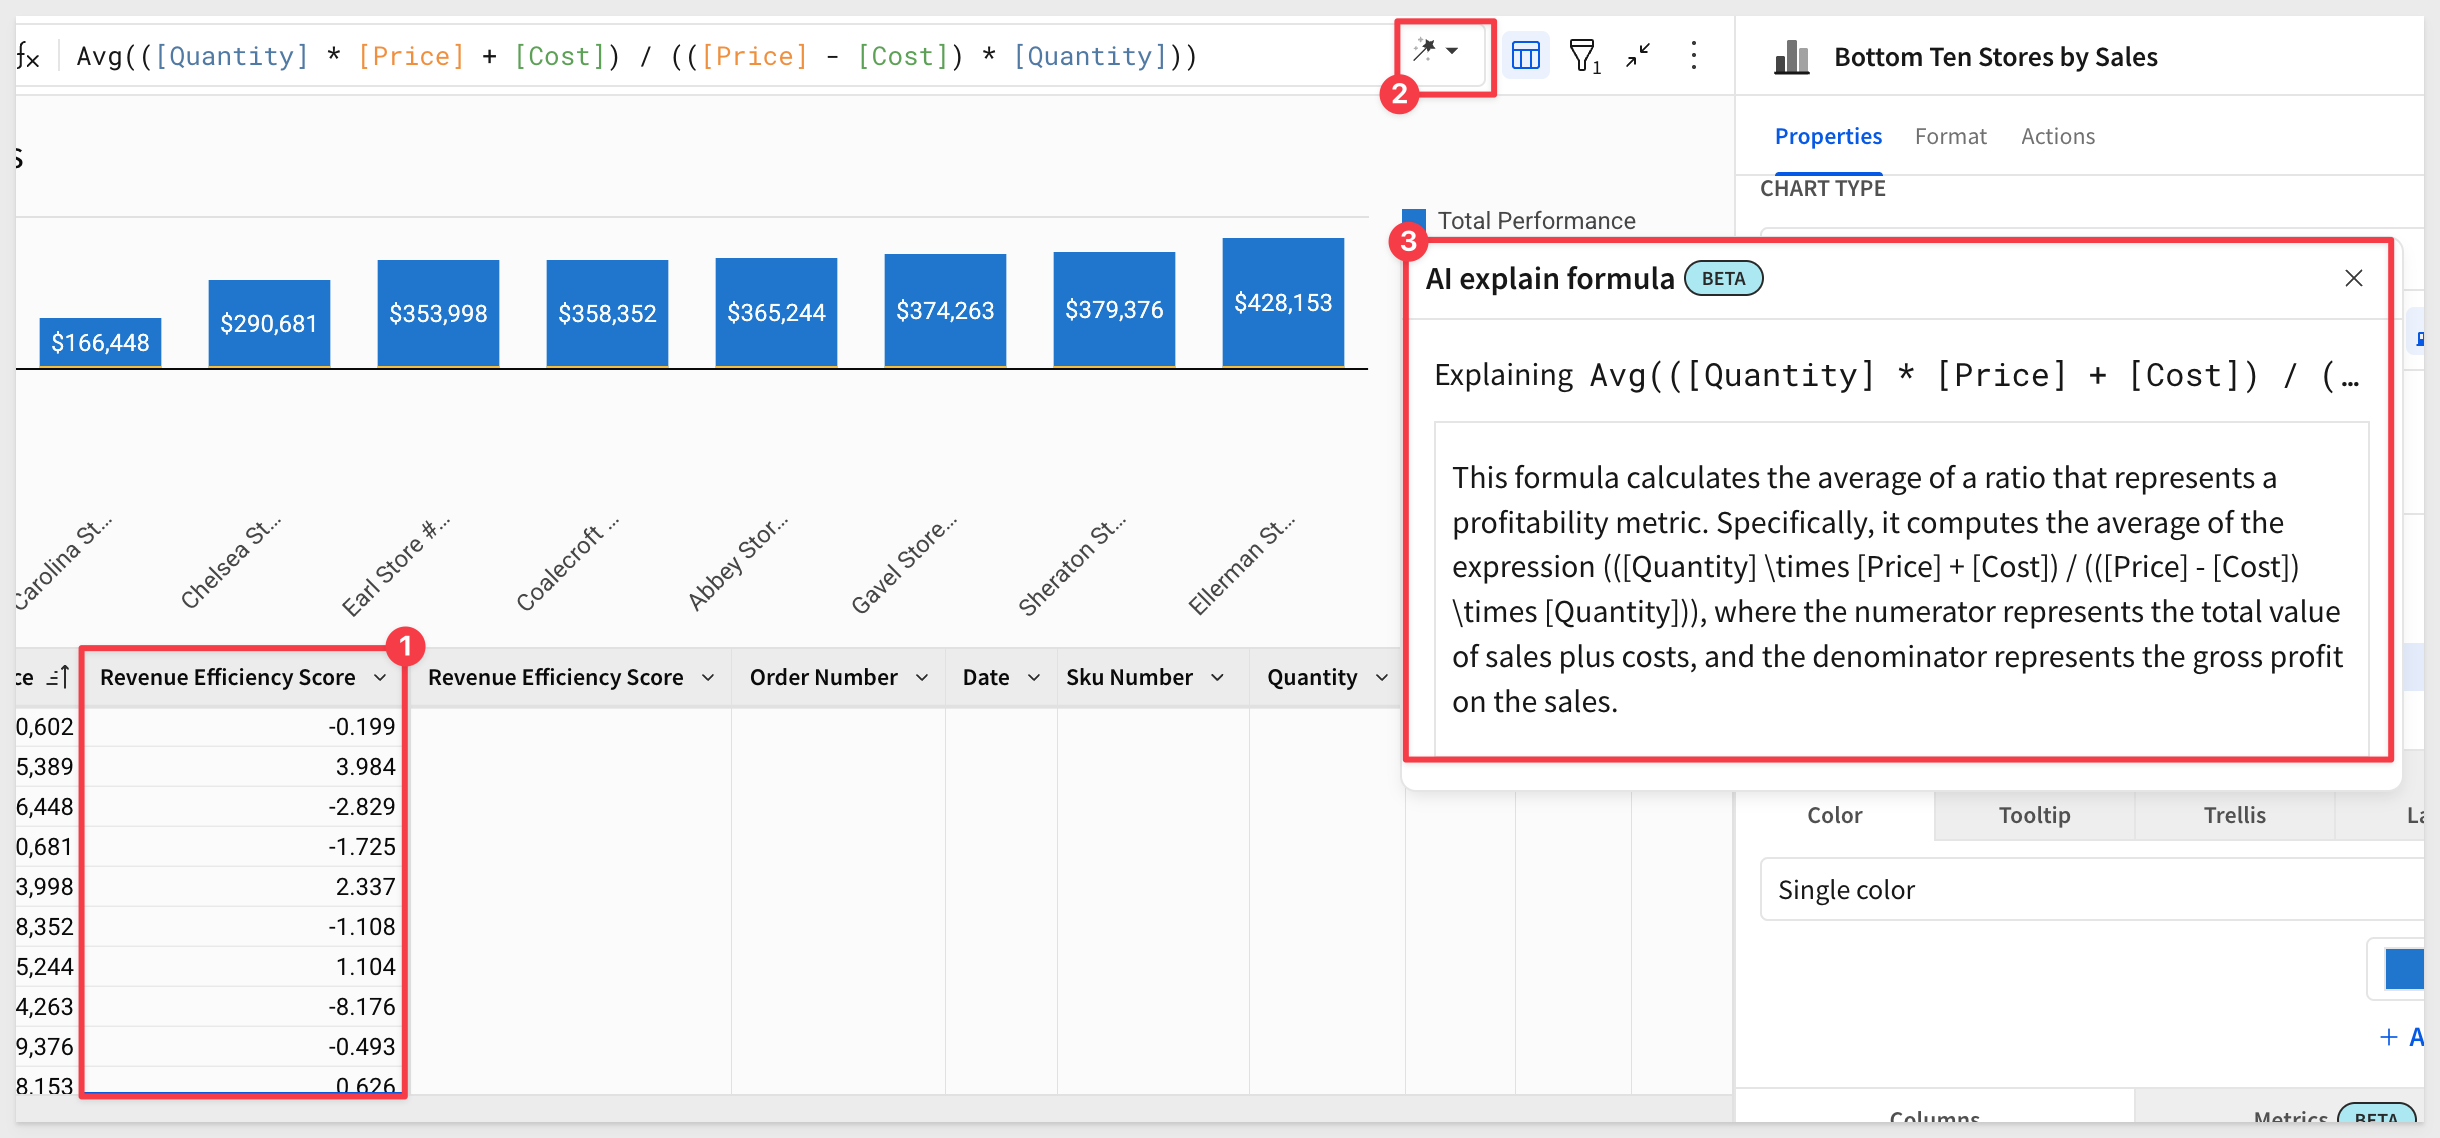 fx Avg(([Quantity] * [Price] + [Cost]) / (([Price] - [Cost]) * [Quantity]))
2
1
Bottom Ten Stores by Sales
Properties Format Actions
CHART TYPE
s
Total Performance
$166,448 $290,681 $353,998 $358,352 $365,244 $374,263 $379,376 $428,153
Carolina St... Chelsea St... Earl Store #... Coalecroft ... Abbey Stor... Gavel Store... Sheraton St... Ellerman St...
3
AI explain formula BETA
Explaining Avg(([Quantity] * [Price] + [Cost]) / (...
This formula calculates the average of a ratio that represents a
profitability metric. Specifically, it computes the average of the
expression (([Quantity] \times [Price] + [Cost]) / (([Price] - [Cost])
\times [Quantity])), where the numerator represents the total value
of sales plus costs, and the denominator represents the gross profit
on the sales.
1
ce Revenue Efficiency Score Revenue Efficiency Score Order Number Date Sku Number Quantity
0,602 -0.199
5,389 3.984
6,448 -2.829
0,681 -1.725
3,998 2.337
8,352 -1.108
5,244 1.104
4,263 -8.176
9,376 -0.493
8,153 0.626
Color Tooltip Trellis La
Single color
+ A
Columns Metrics BETA